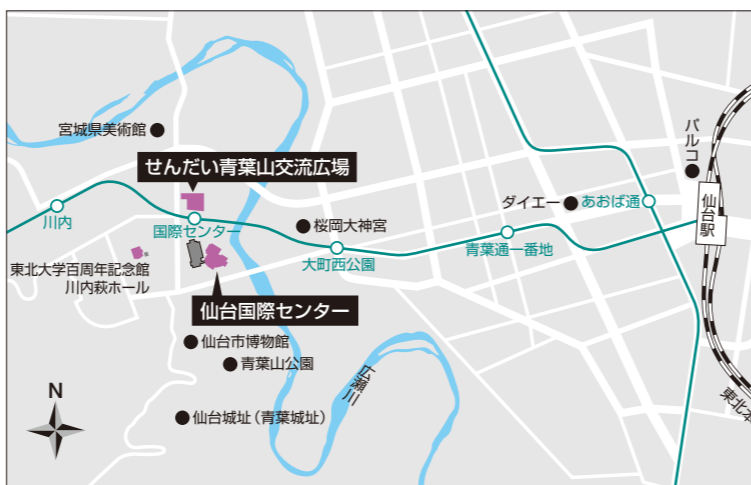 宮城県美術館
パルコ
せんだい青葉山交流広場
ダイエー
あおば通
仙台駅
川内
国際センター
桜岡大神宮
大町西公園
青葉通一番地
東北大学百周年記念館
川内萩ホール
仙台国際センター
仙台市博物館
青葉山公園
広瀬川
N
仙台城址（青葉城址）
東北本